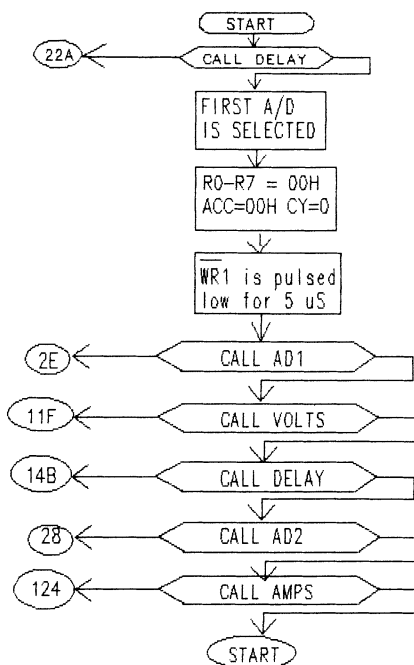 START
22A
CALL DELAY
FIRST A/D
IS SELECTED
R0-R7 = 00H
ACC=00H CY=0
WR1 is pulsed
low for 5 uS
2E
CALL AD1
11F
CALL VOLTS
14B
CALL DELAY
28
CALL AD2
124
CALL AMPS
START